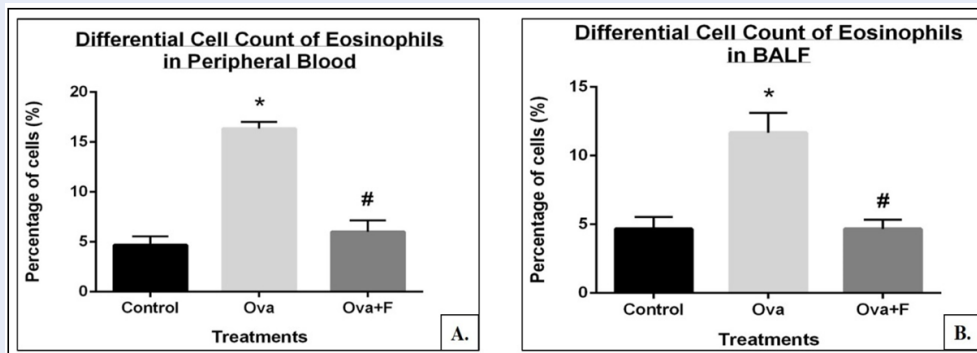 Differential Cell Count of Eosinophils
in Peripheral Blood
Percentage of cells (%)
20
15
10
5
0
*
#
Control
Ova
Ova+F
Treatments
A.
Differential Cell Count of Eosinophils
in BALF
Percentage of cells (%)
15
10
5
0
*
#
Control
Ova
Ova+F
Treatments
B.